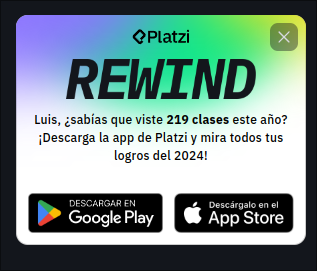 Platzi
REWIND
Luis, ¿sabías que viste 219 clases este año?
¡Descarga la app de Platzi y mira todos tus
logros del 2024!
DESCARGAR EN
Google Play
Descárgalo en el
App Store